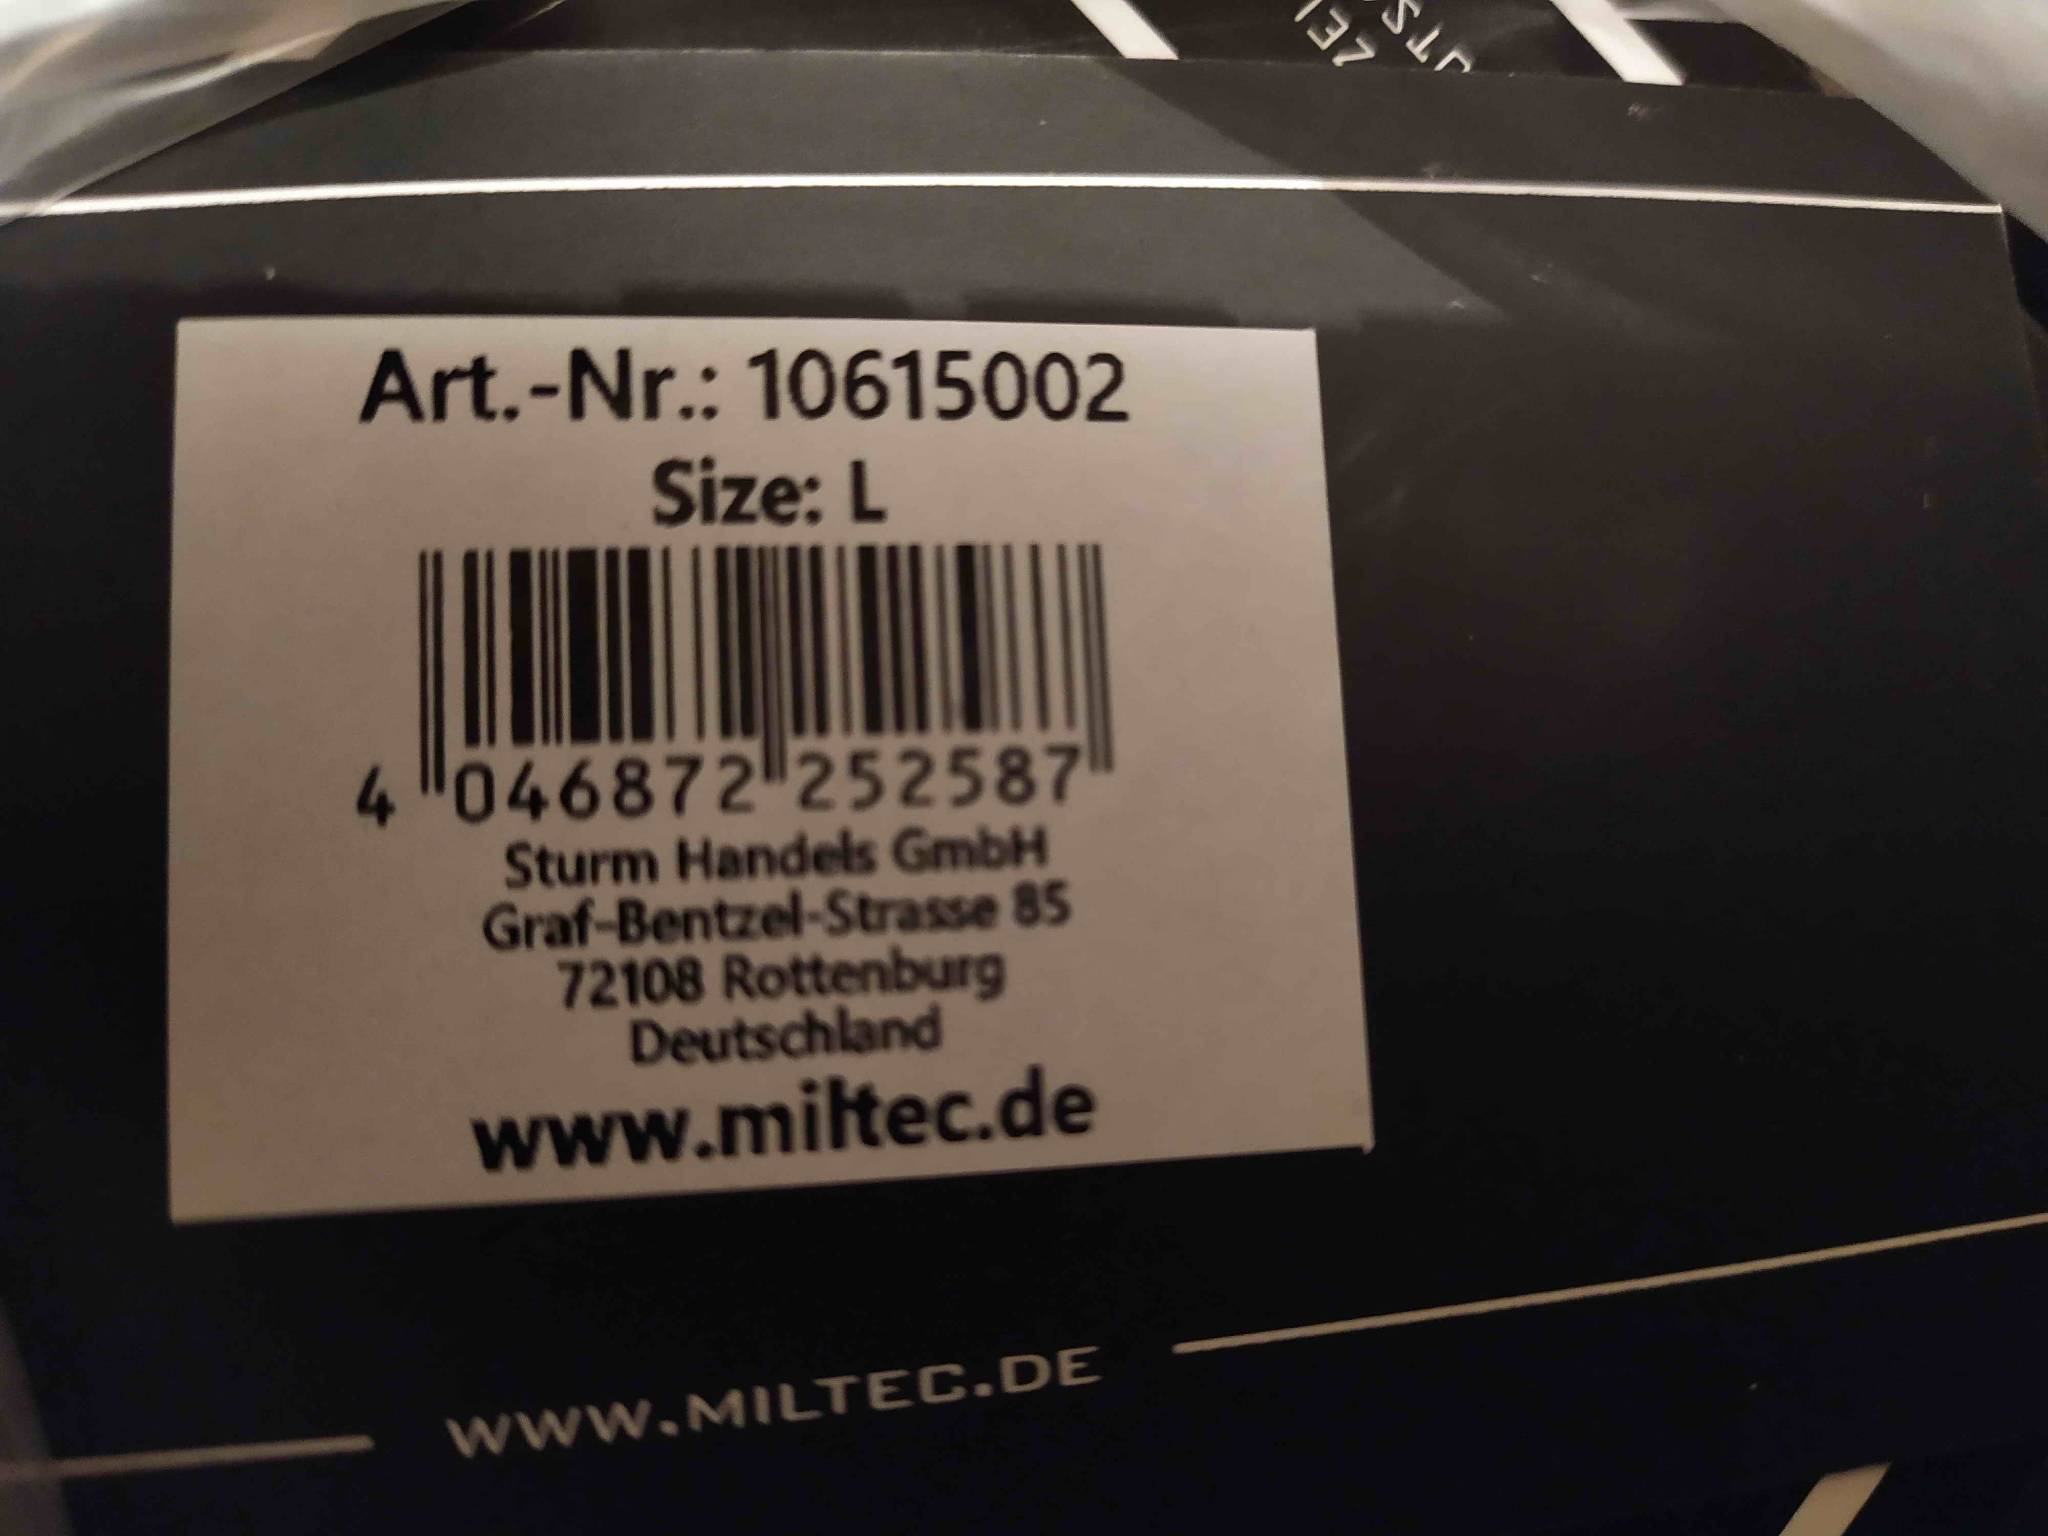 Art.-Nr.: 10615002
Size: L
4 046872 252587
Sturm Handels GmbH
Graf-Bentzel-Strasse 85
72108 Rottenburg
Deutschland
www.miltec.de
WWW.MILTEC.DE